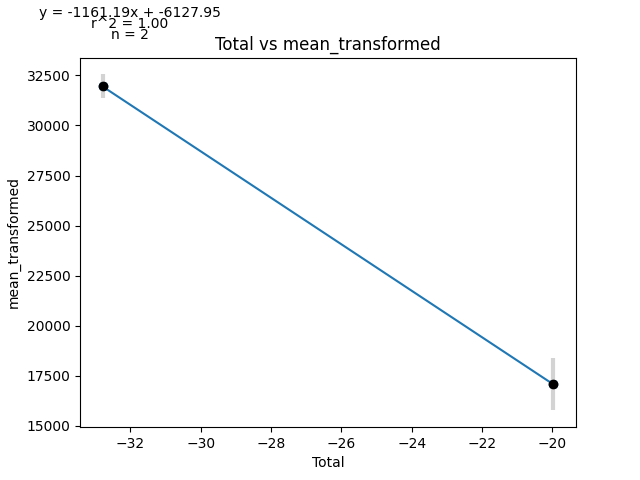 y = -1161.19x + -6127.95
r^2 = 1.00
n = 2
Total vs mean_transformed
32500
30000
27500
25000
22500
20000
17500
15000
mean_transformed
−32
−30
−28
−26
−24
−22
−20
Total